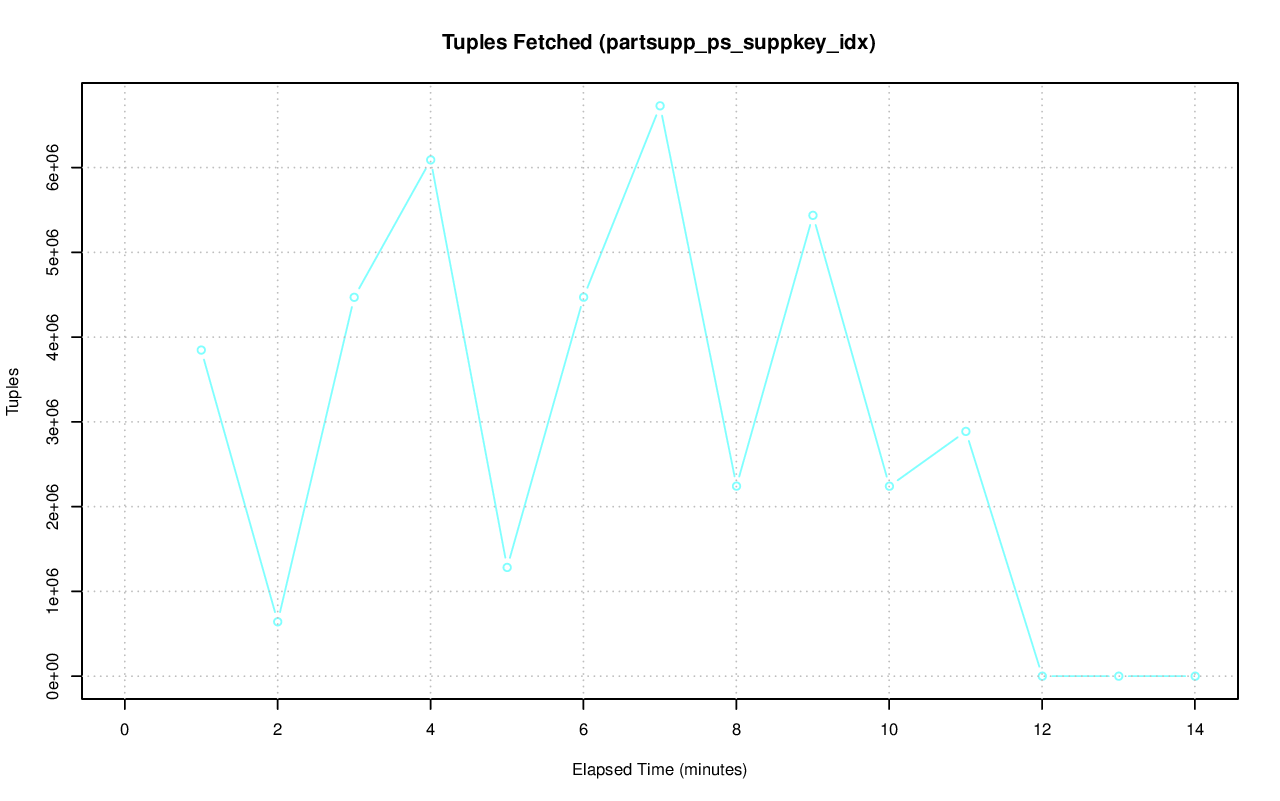 Tuples Fetched (partsupp_ps_suppkey_idx)
Tuples
6e+06
5e+06
4e+06
3e+06
2e+06
1e+06
0e+00
0 2 4 6 8 10 12 14
Elapsed Time (minutes)